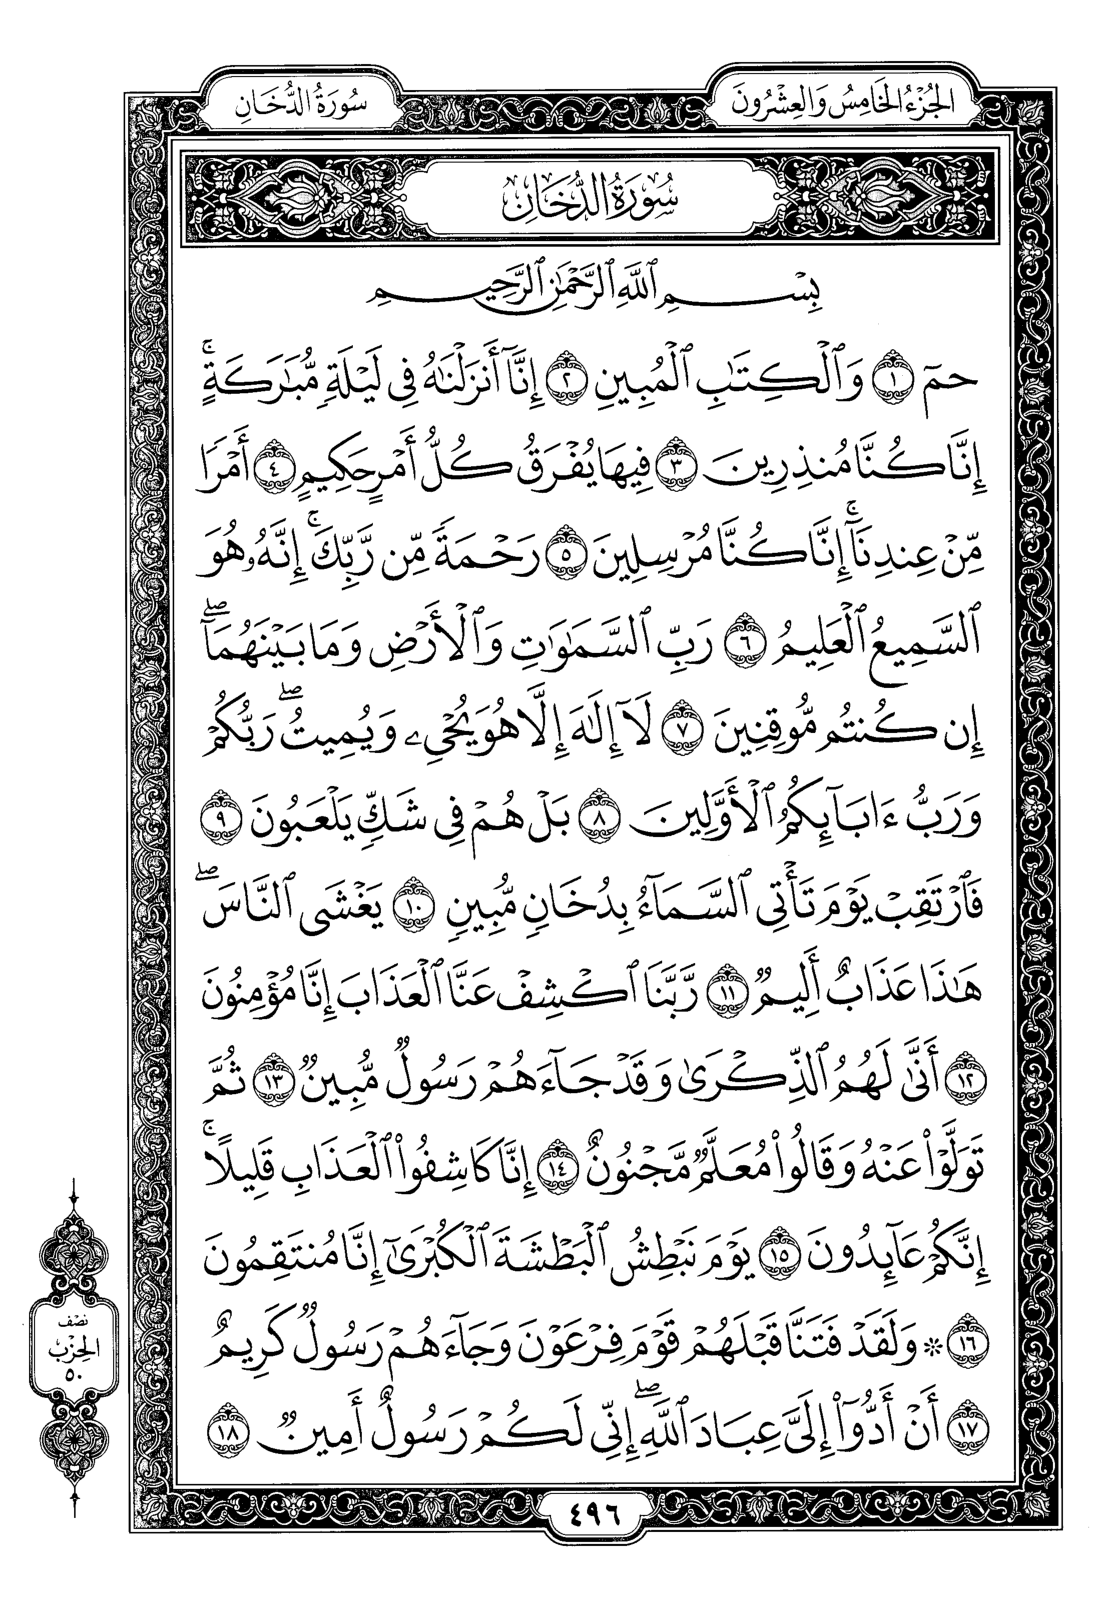 الجُزْءُ الخَامِسُ وَالعِشْرُونَ
سُورَةُ الدُّخَانِ
سُورَةُ الدُّخَانِ
بِسْمِ ٱللَّهِ ٱلرَّحْمَٰنِ ٱلرَّحِيمِ
حمٓ ١ وَٱلْكِتَٰبِ ٱلْمُبِينِ ٢ إِنَّآ أَنزَلْنَٰهُ فِى لَيْلَةٍ مُّبَٰرَكَةٍ ۚ
إِنَّا كُنَّا مُنذِرِينَ ٣ فِيهَا يُفْرَقُ كُلُّ أَمْرٍ حَكِيمٍ ٤ أَمْرًا
مِّنْ عِندِنَآ ۚ إِنَّا كُنَّا مُرْسِلِينَ ٥ رَحْمَةً مِّن رَّبِّكَ ۚ إِنَّهُۥ هُوَ
ٱلسَّمِيعُ ٱلْعَلِيمُ ٦ رَبِّ ٱلسَّمَٰوَٰتِ وَٱلْأَرْضِ وَمَا بَيْنَهُمَآ ۖ
إِن كُنتُم مُّوقِنِينَ ٧ لَآ إِلَٰهَ إِلَّا هُوَ يُحْىِۦ وَيُمِيتُ ۖ رَبُّكُمْ
وَرَبُّ ءَابَآئِكُمُ ٱلْأَوَّلِينَ ٨ بَلْ هُمْ فِى شَكٍّ يَلْعَبُونَ ٩
فَٱرْتَقِبْ يَوْمَ تَأْتِى ٱلسَّمَآءُ بِدُخَانٍ مُّبِينٍ ١٠ يَغْشَى ٱلنَّاسَ ۖ
هَٰذَا عَذَابٌ أَلِيمٌ ١١ رَّبَّنَا ٱكْشِفْ عَنَّا ٱلْعَذَابَ إِنَّا مُؤْمِنُونَ
١٢ أَنَّىٰ لَهُمُ ٱلذِّكْرَىٰ وَقَدْ جَآءَهُمْ رَسُولٌ مُّبِينٌ ١٣ ثُمَّ
تَوَلَّوْا۟ عَنْهُ وَقَالُوا۟ مُعَلَّمٌ مَّجْنُونٌ ١٤ إِنَّا كَاشِفُوا۟ ٱلْعَذَابِ قَلِيلًا ۚ
إِنَّكُمْ عَآئِدُونَ ١٥ يَوْمَ نَبْطِشُ ٱلْبَطْشَةَ ٱلْكُبْرَىٰٓ إِنَّا مُنتَقِمُونَ
١٦ ۞ وَلَقَدْ فَتَنَّا قَبْلَهُمْ قَوْمَ فِرْعَوْنَ وَجَآءَهُمْ رَسُولٌ كَرِيمٌ
١٧ أَنْ أَدُّوٓا۟ إِلَىَّ عِبَادَ ٱللَّهِ ۖ إِنِّى لَكُمْ رَسُولٌ أَمِينٌ ١٨
نصْف
الحِزْب
٥٠
٤٩٦